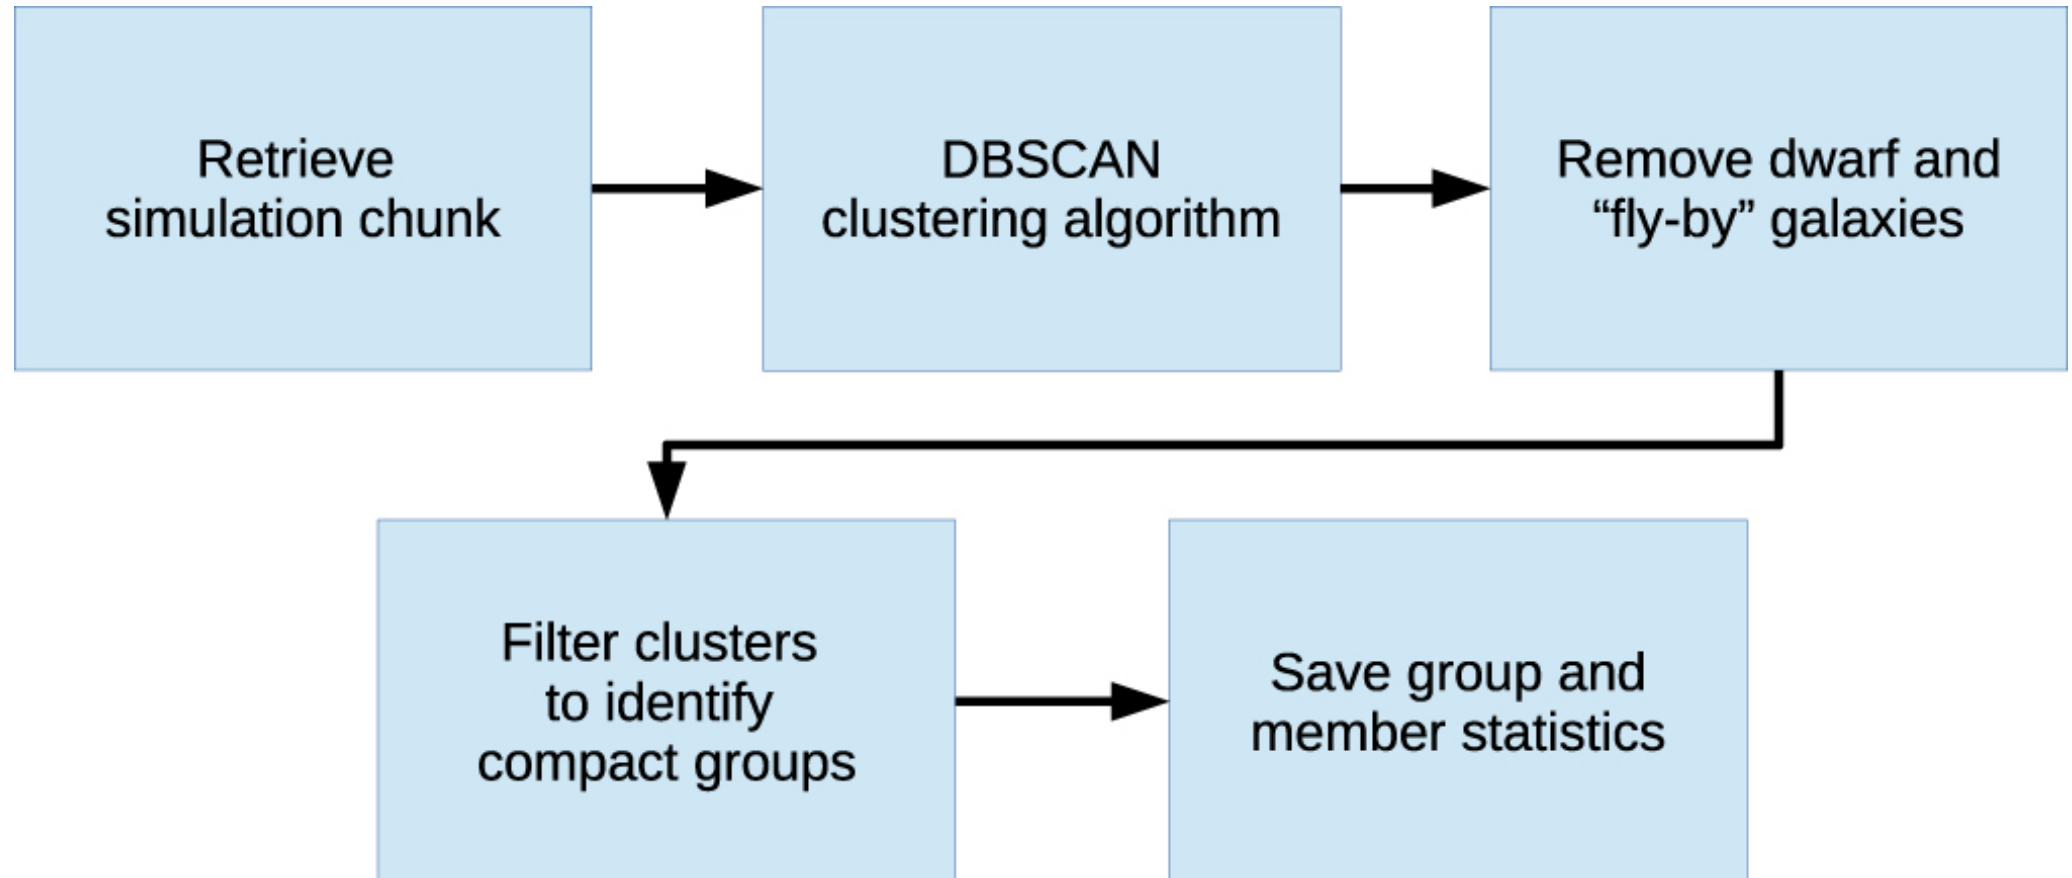 Retrieve
simulation chunk
DBSCAN
clustering algorithm
Remove dwarf and
“fly-by” galaxies
Filter clusters
to identify
compact groups
Save group and
member statistics